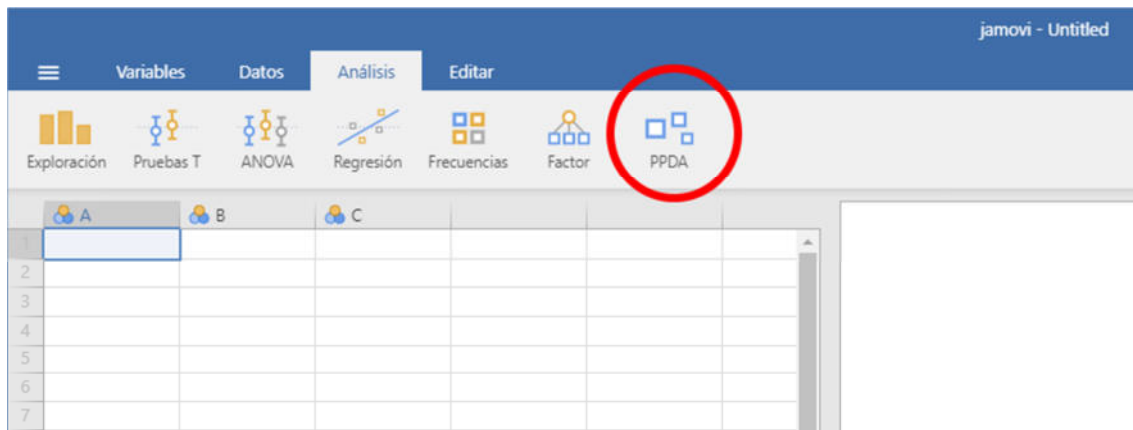 jamovi - Untitled
Variables Datos Análisis Editar
Exploración Pruebas T ANOVA Regresión Frecuencias Factor PPDA
A B C
1
2
3
4
5
6
7